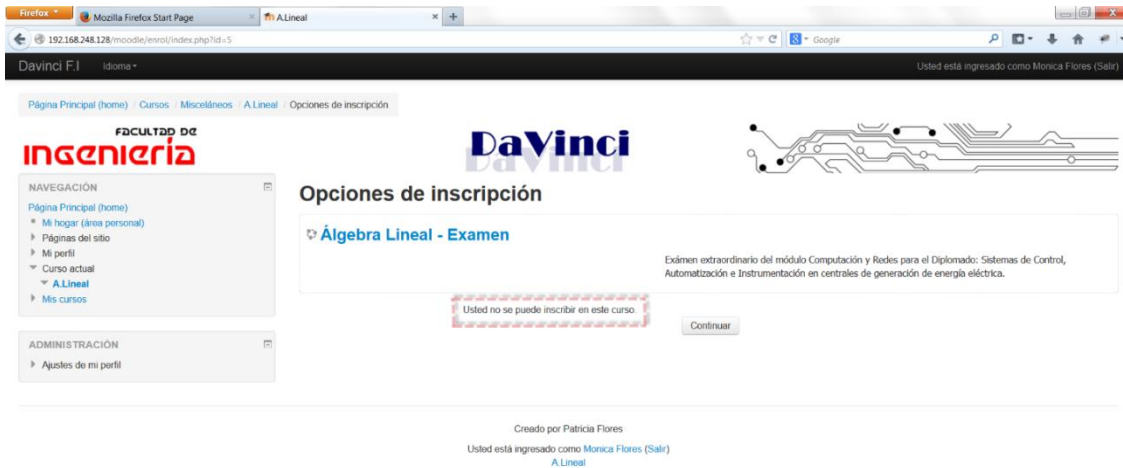 Firefox
Mozilla Firefox Start Page
A.Lineal
192.168.248.128/moodle/enrol/index.php?id=5
Google
Davinci F.I
Idioma
Usted está ingresado como Monica Flores (Salir)
Página Principal (home) / Cursos / Misceláneos / A.Lineal / Opciones de inscripción
FACULTAD DE
INGENIERÍA
DaVinci
NAVEGACIÓN
Página Principal (home)
Mi hogar (área personal)
Páginas del sitio
Mi perfil
Curso actual
A.Lineal
Mis cursos
ADMINISTRACIÓN
Ajustes de mi perfil
Opciones de inscripción
Álgebra Lineal - Examen
Exámen extraordinario del módulo Computación y Redes para el Diplomado: Sistemas de Control,
Automatización e Instrumentación en centrales de generación de energía eléctrica.
Usted no se puede inscribir en este curso.
Continuar
Creado por Patricia Flores
Usted está ingresado como Monica Flores (Salir)
A.Lineal